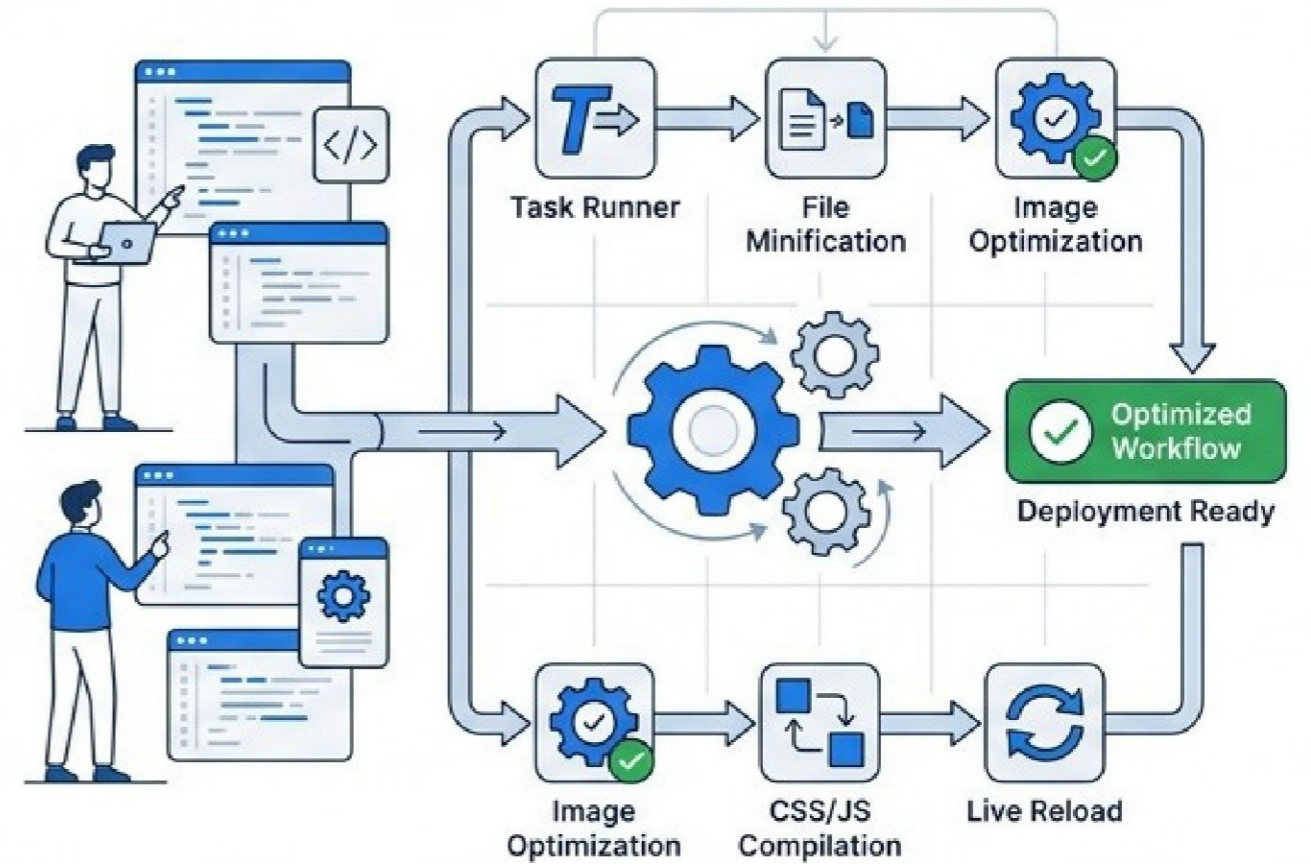 </>
T
Task Runner
File
Minification
Image
Optimization
Optimized
Workflow
Deployment Ready
Image
Optimization
CSS/JS
Compilation
Live Reload